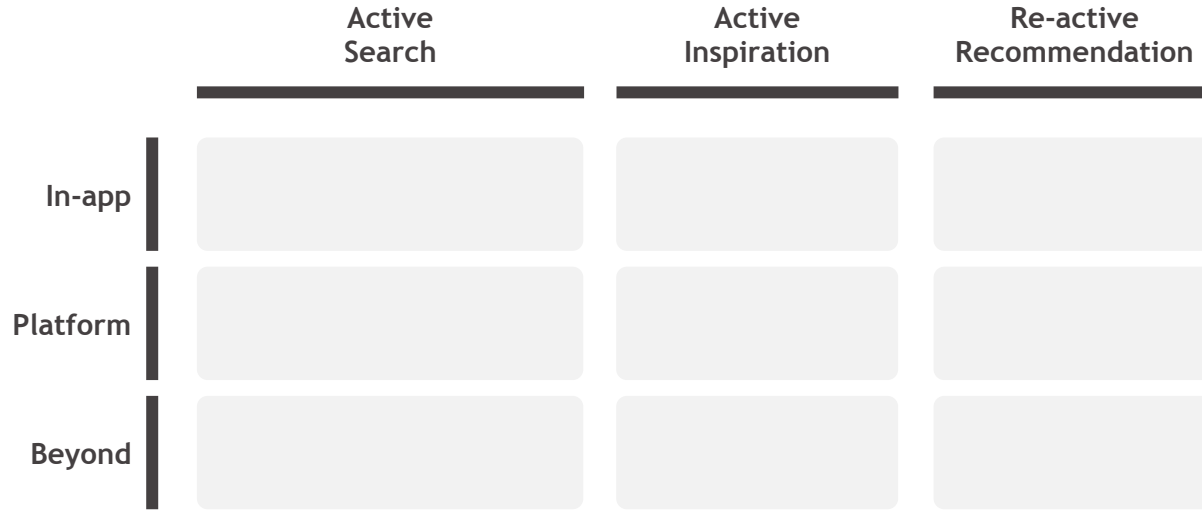 Active
Search
Active
Inspiration
Re-active
Recommendation
In-app
Platform
Beyond